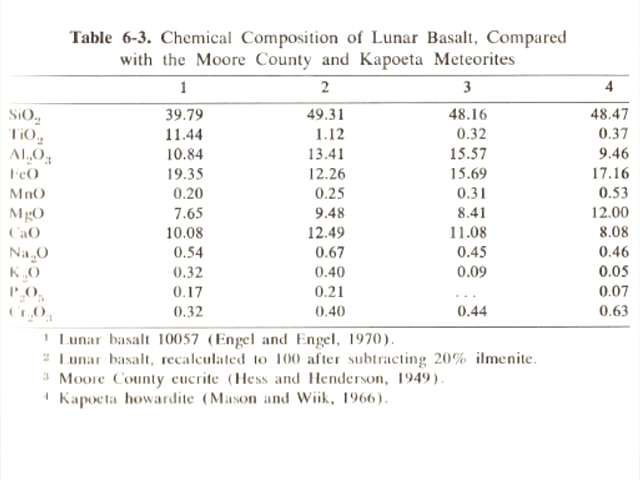 Table 6-3. Chemical Composition of Lunar Basalt, Compared
with the Moore County and Kapoeta Meteorites
1 2 3 4
SiO₂ 39.79 49.31 48.16 48.47
TiO₂ 11.44 1.12 0.32 0.37
Al₂O₃ 10.84 13.41 15.57 9.46
FeO 19.35 12.26 15.69 17.16
MnO 0.20 0.25 0.31 0.53
MgO 7.65 9.48 8.41 12.00
CaO 10.08 12.49 11.08 8.08
Na₂O 0.54 0.67 0.45 0.46
K₂O 0.32 0.40 0.09 0.05
P₂O₅ 0.17 0.21 ... 0.07
Cr₂O₃ 0.32 0.40 0.44 0.63
¹ Lunar basalt 10057 (Engel and Engel, 1970).
² Lunar basalt, recalculated to 100 after subtracting 20% ilmenite.
³ Moore County eucrite (Hess and Henderson, 1949).
⁴ Kapoeta howardite (Mason and Wiik, 1966).